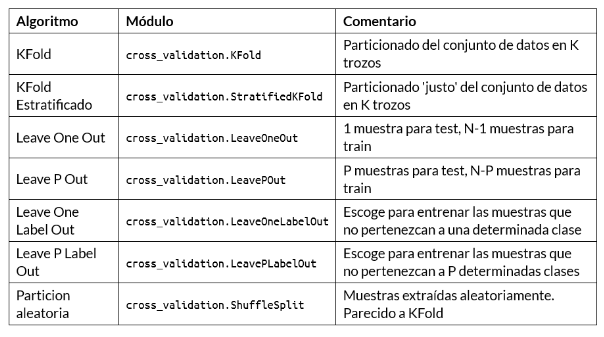 Algoritmo Módulo Comentario
KFold cross_validation.KFold Particionado del conjunto de datos en K
trozos
KFold
Estratificado cross_validation.StratifiedKFold Particionado 'justo' del conjunto de datos
en K trozos
Leave One Out cross_validation.LeaveOneOut 1 muestra para test, N-1 muestras para
train
Leave P Out cross_validation.LeavePOut P muestras para test, N-P muestras para
train
Leave One
Label Out cross_validation.LeaveOneLabelOut Escoge para entrenar las muestras que
no pertenezcan a una determinada clase
Leave P Label
Out cross_validation.LeavePLabelOut Escoge para entrenar las muestras que
no pertenezcan a P determinadas clases
Particion
aleatoria cross_validation.ShuffleSplit Muestras extraídas aleatoriamente.
Parecido a KFold